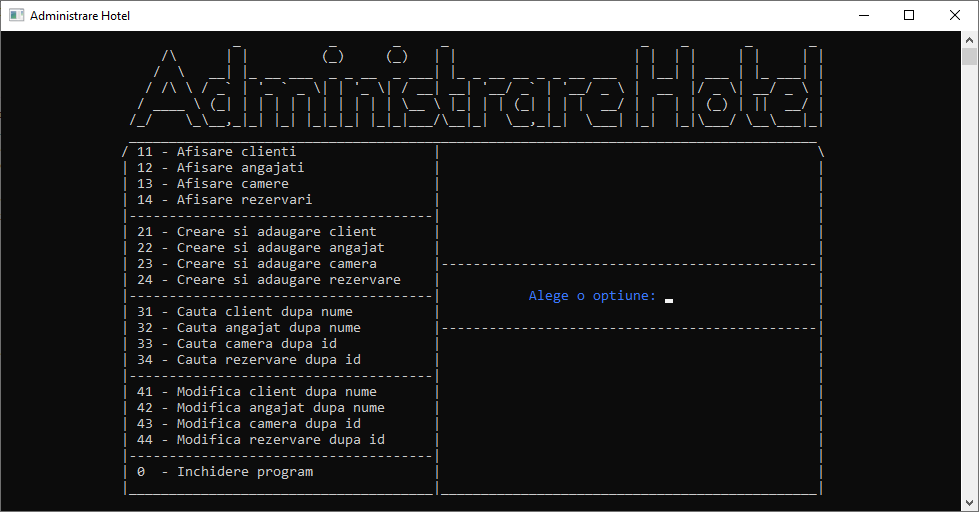 Administrare Hotel
Administrare Hotel
11 - Afisare clienti
12 - Afisare angajati
13 - Afisare camere
14 - Afisare rezervari
21 - Creare si adaugare client
22 - Creare si adaugare angajat
23 - Creare si adaugare camera
24 - Creare si adaugare rezervare
31 - Cauta client dupa nume
32 - Cauta angajat dupa nume
33 - Cauta camera dupa id
34 - Cauta rezervare dupa id
41 - Modifica client dupa nume
42 - Modifica angajat dupa nume
43 - Modifica camera dupa id
44 - Modifica rezervare dupa id
0 - Inchidere program
Alege o optiune: